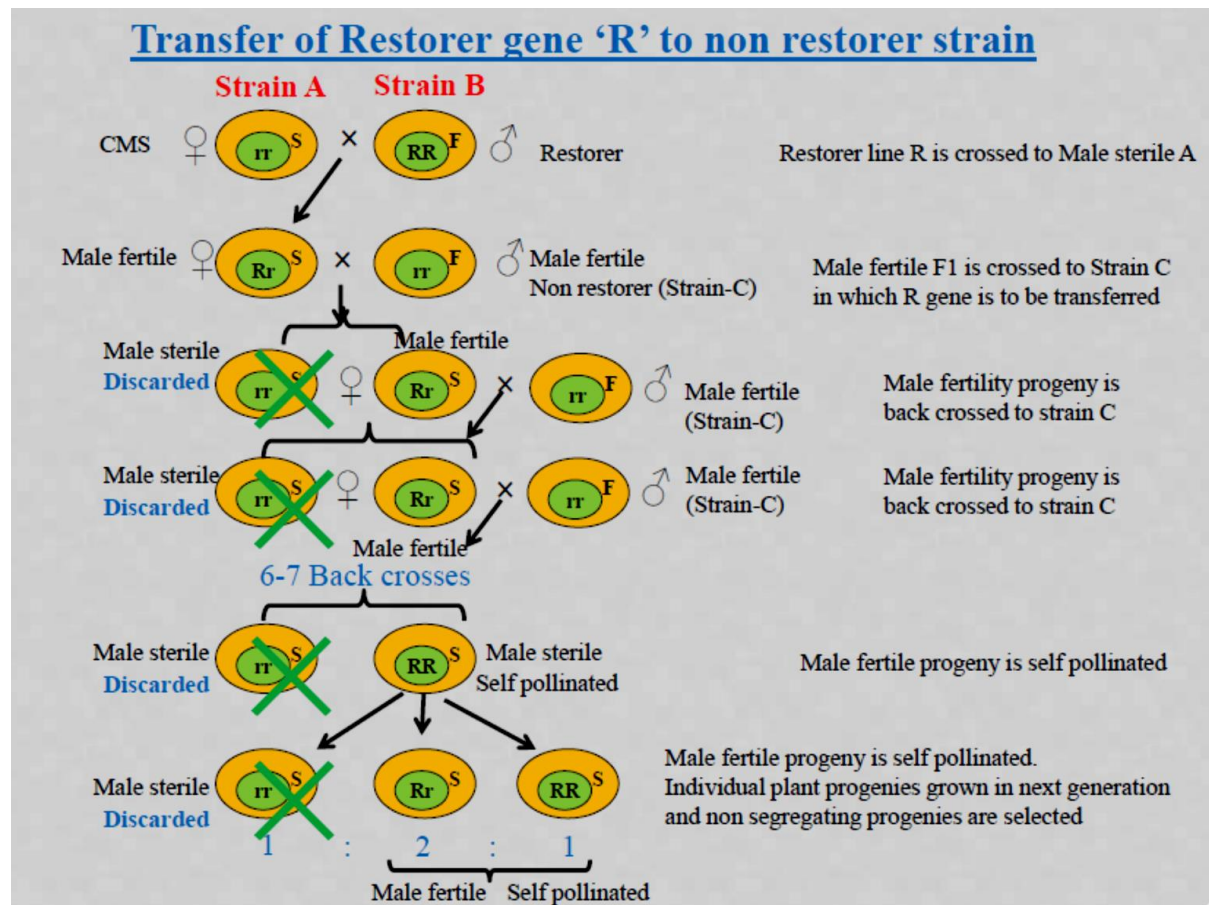 Transfer of Restorer gene ‘R’ to non restorer strain
Strain A Strain B
CMS ♀ rr S × RR F ♂ Restorer
Restorer line R is crossed to Male sterile A
Male fertile ♀ Rr S × rr F ♂ Male fertile
Non restorer (Strain-C)
Male fertile F1 is crossed to Strain C
in which R gene is to be transferred
Male fertile
Male sterile
Discarded
rr S ♀ Rr S × rr F ♂
Male fertile
(Strain-C)
Male fertility progeny is
back crossed to strain C
Male sterile
Discarded
rr S ♀ Rr S × rr F ♂
Male fertile
(Strain-C)
Male fertility progeny is
back crossed to strain C
Male fertile
6-7 Back crosses
Male sterile
Discarded
rr S RR S
Male sterile
Self pollinated
Male fertile progeny is self pollinated
Male sterile
Discarded
rr S Rr S RR S
Male fertile progeny is self pollinated.
Individual plant progenies grown in next generation
and non segregating progenies are selected
1 : 2 : 1
Male fertile Self pollinated